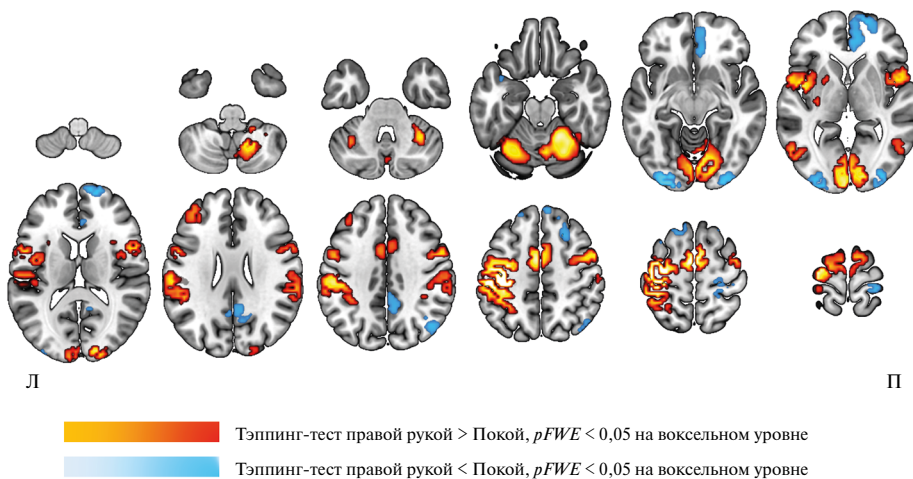 Л
П
Тэппинг-тест правой рукой > Покой, pFWE < 0,05 на воксельном уровне
Тэппинг-тест правой рукой < Покой, pFWE < 0,05 на воксельном уровне